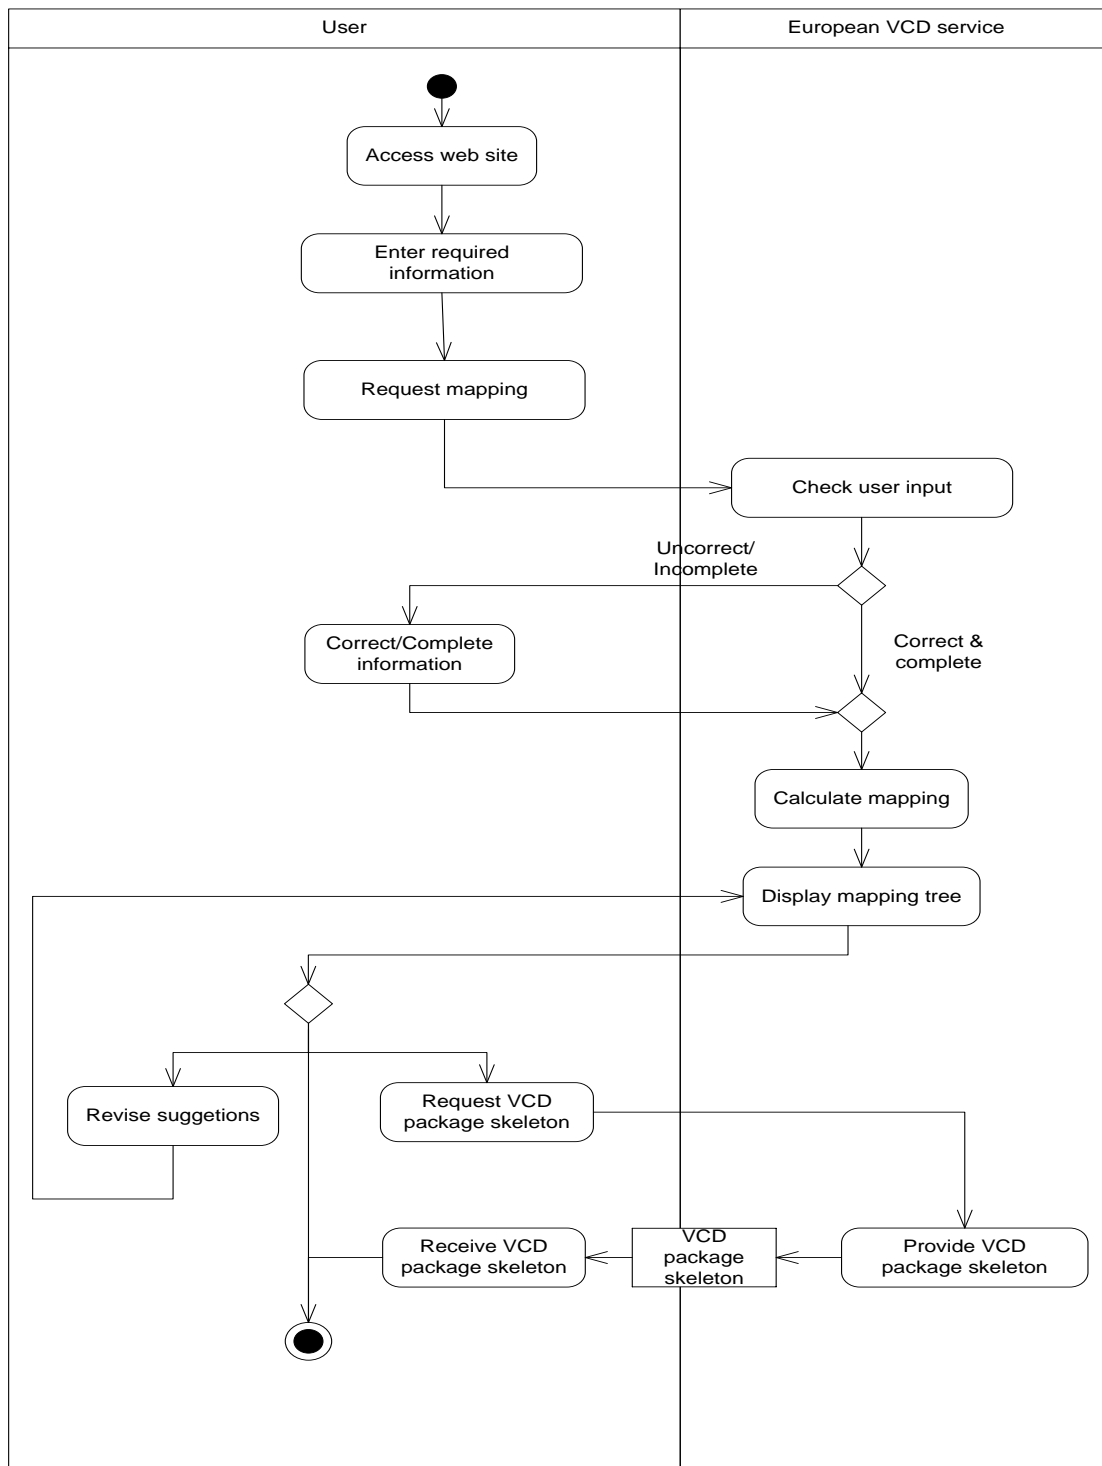 User
European VCD service
Access web site
Enter required
information
Request mapping
Check user input
Uncorrect/
Incomplete
Correct/Complete
information
Correct &
complete
Calculate mapping
Display mapping tree
Revise suggetions
Request VCD
package skeleton
Receive VCD
package skeleton
VCD
package
skeleton
Provide VCD
package skeleton